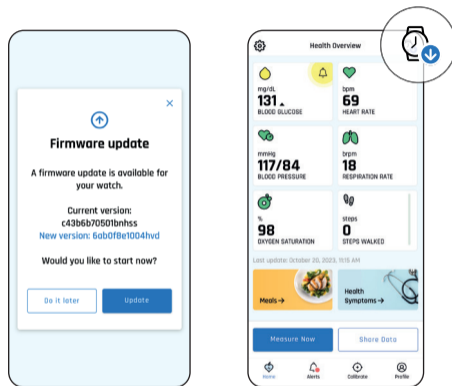 Firmware update
A firmware update is available for
your watch.
Current version:
c43b6b70501bnhss
New version: 6ab0f8e1004hvd
Would you like to start now?
Do it later
Update
Health Overview
mg/dL
131
BLOOD GLUCOSE
bpm
69
HEART RATE
mmHg
117/84
BLOOD PRESSURE
brpm
18
RESPIRATION RATE
%
98
OXYGEN SATURATION
steps
0
STEPS WALKED
Last update: October 20, 2023, 11:19 AM
Meals →
Health
Symptoms →
Measure Now
Share Data
Home
Alerts
Calibrate
Profile